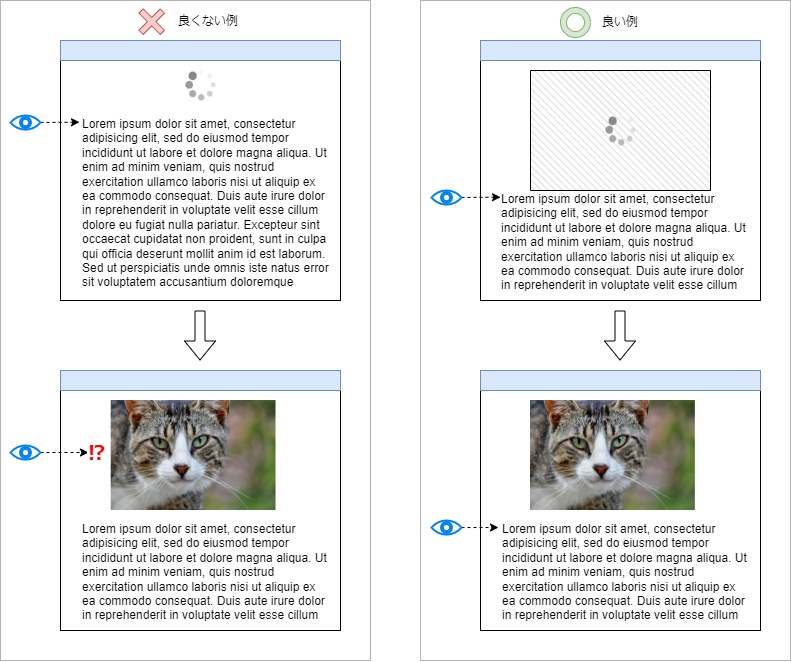 良くない例
Lorem ipsum dolor sit amet, consectetur
adipisicing elit, sed do eiusmod tempor
incididunt ut labore et dolore magna aliqua. Ut
enim ad minim veniam, quis nostrud
exercitation ullamco laboris nisi ut aliquip ex
ea commodo consequat. Duis aute irure dolor
in reprehenderit in voluptate velit esse cillum
dolore eu fugiat nulla pariatur. Excepteur sint
occaecat cupidatat non proident, sunt in culpa
qui officia deserunt mollit anim id est laborum.
Sed ut perspiciatis unde omnis iste natus error
sit voluptatem accusantium doloremque
!?
Lorem ipsum dolor sit amet, consectetur
adipisicing elit, sed do eiusmod tempor
incididunt ut labore et dolore magna aliqua. Ut
enim ad minim veniam, quis nostrud
exercitation ullamco laboris nisi ut aliquip ex
ea commodo consequat. Duis aute irure dolor
in reprehenderit in voluptate velit esse cillum
良い例
Lorem ipsum dolor sit amet, consectetur
adipisicing elit, sed do eiusmod tempor
incididunt ut labore et dolore magna aliqua. Ut
enim ad minim veniam, quis nostrud
exercitation ullamco laboris nisi ut aliquip ex
ea commodo consequat. Duis aute irure dolor
in reprehenderit in voluptate velit esse cillum
Lorem ipsum dolor sit amet, consectetur
adipisicing elit, sed do eiusmod tempor
incididunt ut labore et dolore magna aliqua. Ut
enim ad minim veniam, quis nostrud
exercitation ullamco laboris nisi ut aliquip ex
ea commodo consequat. Duis aute irure dolor
in reprehenderit in voluptate velit esse cillum